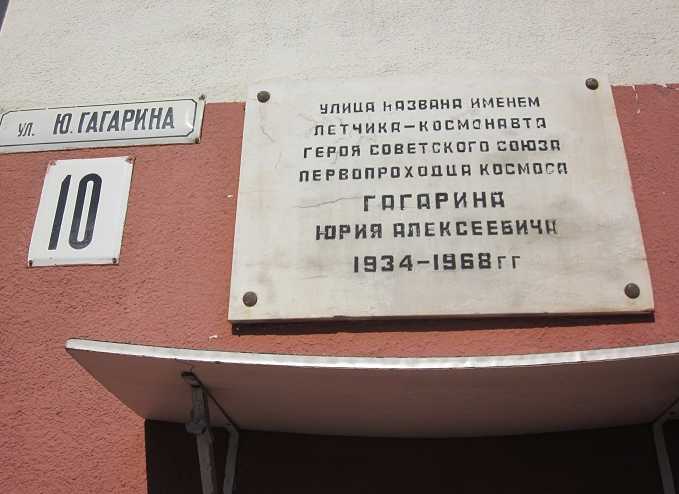 ул. Ю. ГАГАРИНА
10
УЛИЦА НАЗВАНА ИМЕНЕМ
ЛЕТЧИКА-КОСМОНАВТА
ГЕРОЯ СОВЕТСКОГО СОЮЗА
ПЕРВОПРОХОДЦА КОСМОСА
ГАГАРИНА
ЮРИЯ АЛЕКСЕЕВИЧА
1934-1968 гг